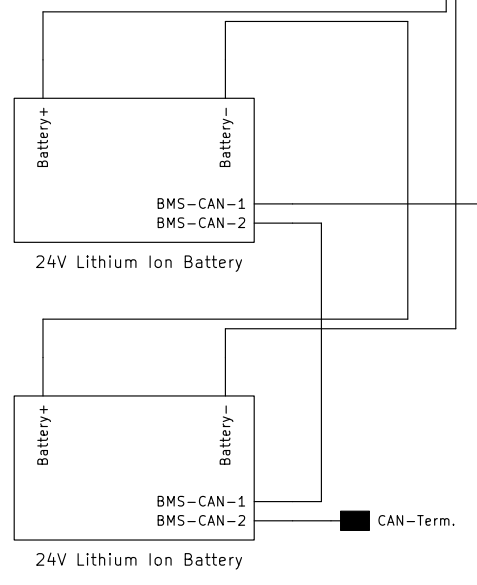 Battery+
Battery-
BMS-CAN-1
BMS-CAN-2
24V Lithium Ion Battery
Battery+
Battery-
BMS-CAN-1
BMS-CAN-2
CAN-Term.
24V Lithium Ion Battery